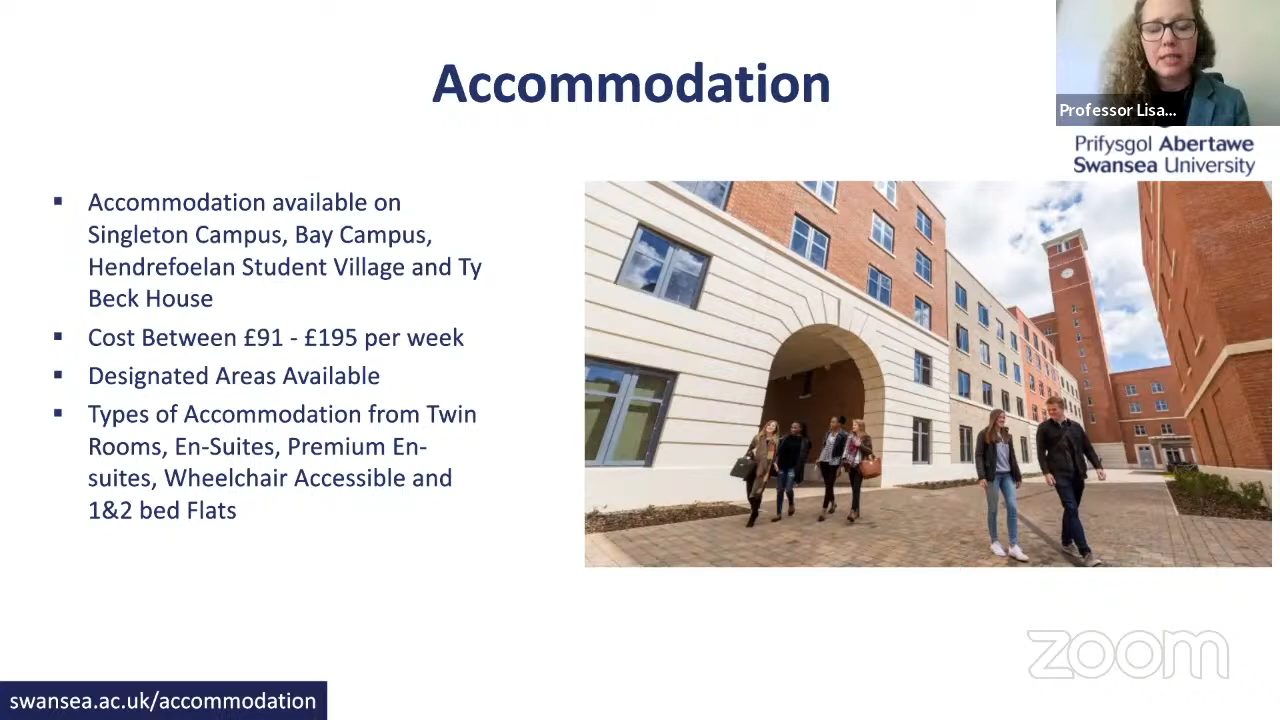 Accommodation
Professor Lisa...
Prifysgol Abertawe
Swansea University
▪ Accommodation available on
Singleton Campus, Bay Campus,
Hendrefoelan Student Village and Ty
Beck House
▪ Cost Between £91 - £195 per week
▪ Designated Areas Available
▪ Types of Accommodation from Twin
Rooms, En-Suites, Premium En-
suites, Wheelchair Accessible and
1&2 bed Flats
zoom
swansea.ac.uk/accommodation